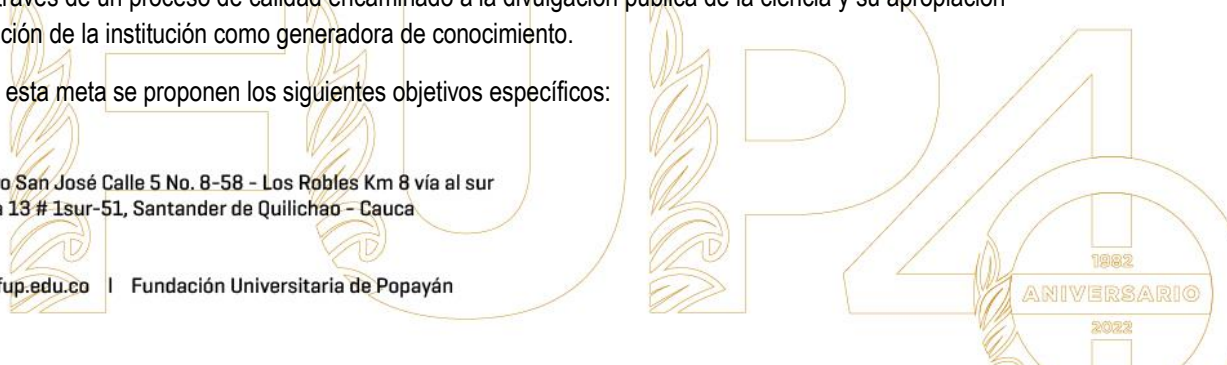 través de un proceso de calidad encaminado a la divulgación pública de la ciencia y su apropiación
ción de la institución como generadora de conocimiento.
esta meta se proponen los siguientes objetivos específicos:
o San José Calle 5 No. 8-58 - Los Robles Km 8 vía al sur
a 13 # 1sur-51, Santander de Quilichao - Cauca
fup.edu.co | Fundación Universitaria de Popayán
FUP40
1982
ANIVERSARIO
2022